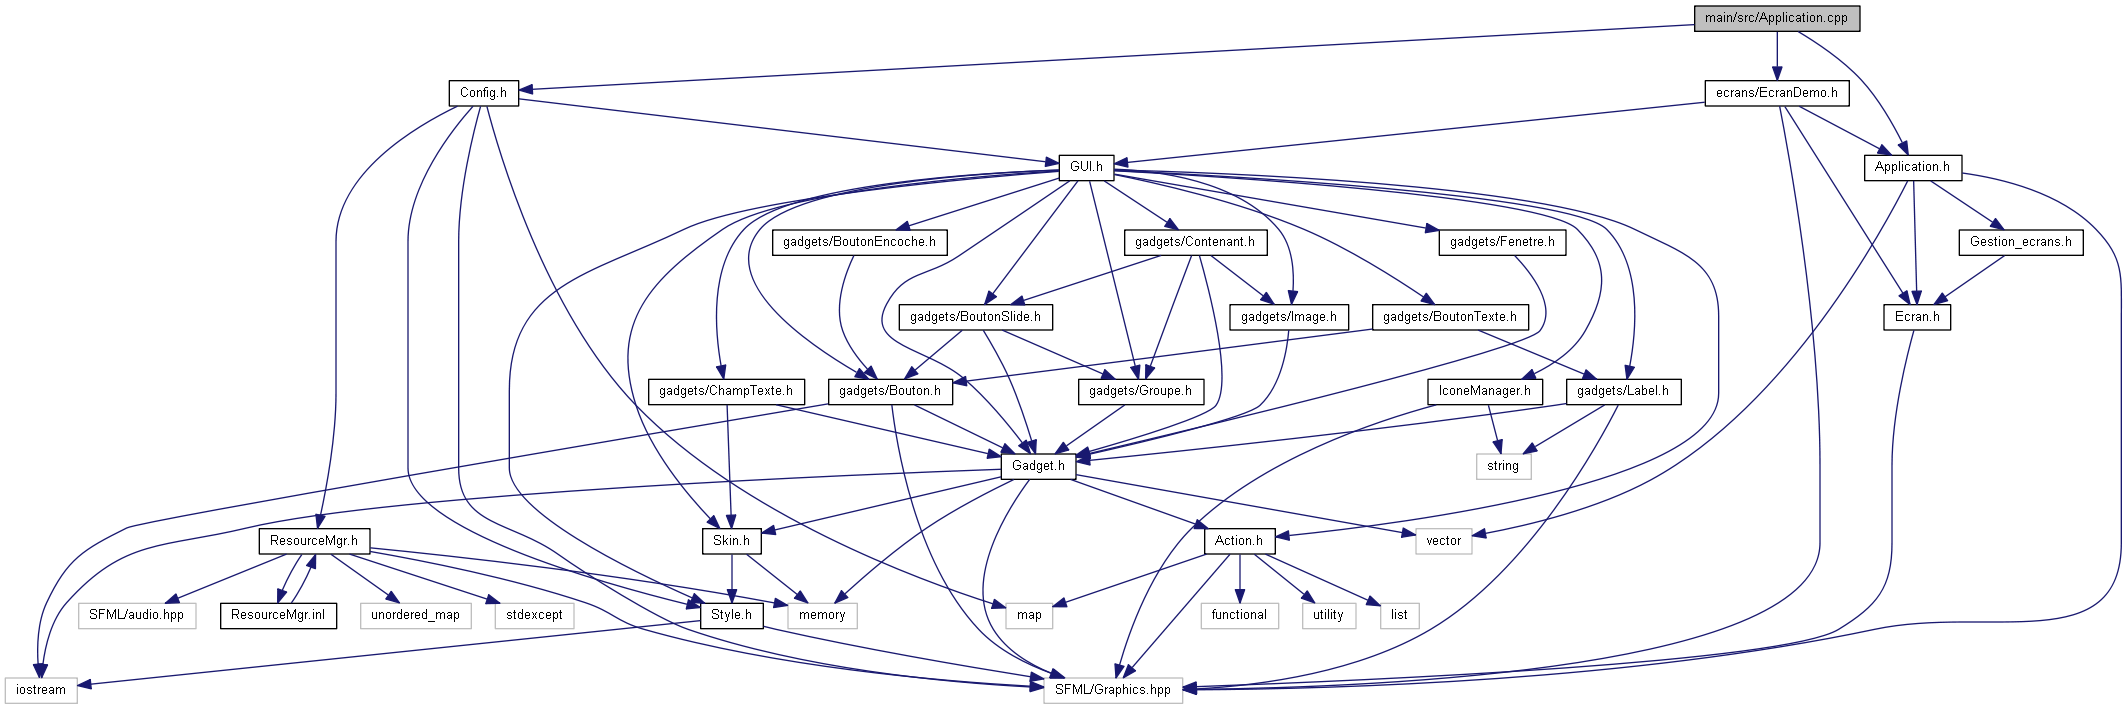 main/src/Application.cpp
Config.h
ecrans/EcranDemo.h
GUI.h
Application.h
gadgets/BoutonEncoche.h
gadgets/Contenant.h
gadgets/Fenetre.h
Gestion_ecrans.h
gadgets/BoutonSlide.h
gadgets/Image.h
gadgets/BoutonTexte.h
Ecran.h
gadgets/ChampTexte.h
gadgets/Bouton.h
gadgets/Groupe.h
IconeManager.h
gadgets/Label.h
Gadget.h
string
ResourceMgr.h
Skin.h
Action.h
vector
SFML/audio.hpp
ResourceMgr.inl
unordered_map
stdexcept
Style.h
memory
map
functional
utility
list
iostream
SFML/Graphics.hpp